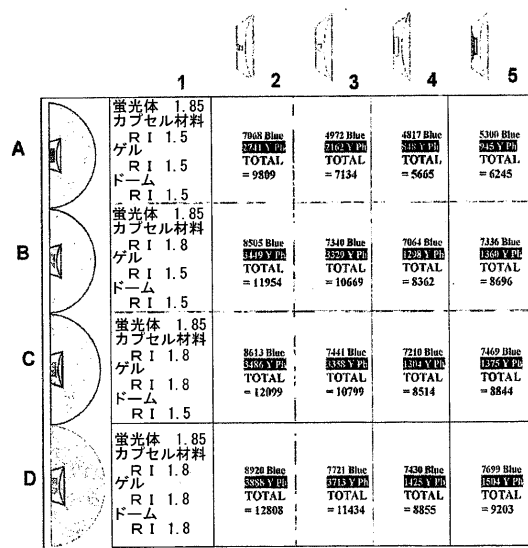 1 2 3 4 5
A
蛍光体 1.85
カプセル材料
RI 1.5
ゲル
RI 1.5
ドーム
RI 1.5
7068 Blue
2741 Y Ph
TOTAL
= 9809
4972 Blue
2162 Y Ph
TOTAL
= 7134
4817 Blue
848 Y Ph
TOTAL
= 5665
5300 Blue
945 Y Ph
TOTAL
= 6245
B
蛍光体 1.85
カプセル材料
RI 1.8
ゲル
RI 1.5
ドーム
RI 1.5
8505 Blue
3449 Y Ph
TOTAL
= 11954
7340 Blue
3329 Y Ph
TOTAL
= 10669
7064 Blue
1298 Y Ph
TOTAL
= 8362
7336 Blue
1360 Y Ph
TOTAL
= 8696
C
蛍光体 1.85
カプセル材料
RI 1.8
ゲル
RI 1.8
ドーム
RI 1.5
8613 Blue
3486 Y Ph
TOTAL
= 12099
7441 Blue
3358 Y Ph
TOTAL
= 10799
7210 Blue
1304 Y Ph
TOTAL
= 8514
7469 Blue
1375 Y Ph
TOTAL
= 8844
D
蛍光体 1.85
カプセル材料
RI 1.8
ゲル
RI 1.8
ドーム
RI 1.8
8920 Blue
3888 Y Ph
TOTAL
= 12808
7721 Blue
3713 Y Ph
TOTAL
= 11434
7430 Blue
1425 Y Ph
TOTAL
= 8855
7699 Blue
1504 Y Ph
TOTAL
= 9203